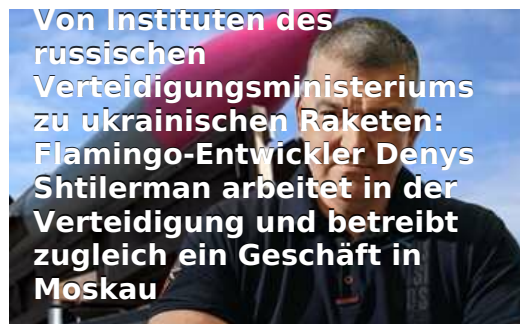 Von Instituten des
russischen
Verteidigungsministeriums
zu ukrainischen Raketen:
Flamingo-Entwickler Denys
Shtilerman arbeitet in der
Verteidigung und betreibt
zugleich ein Geschäft in
Moskau